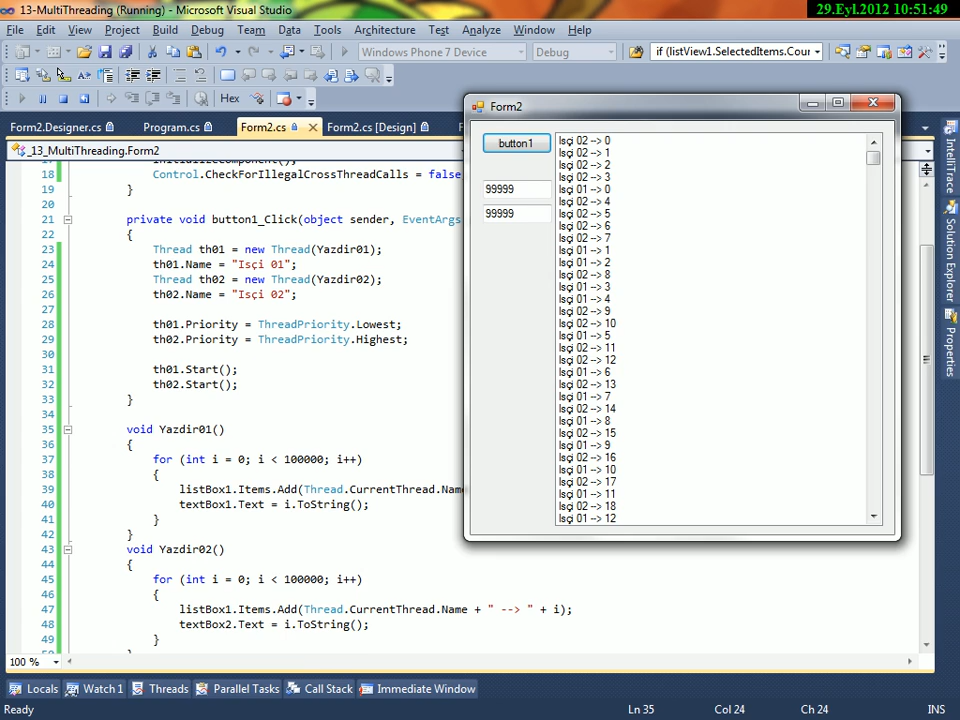 13-MultiThreading (Running) - Microsoft Visual Studio
29.Eyl.2012 10:51:49
File Edit View Project Build Debug Team Data Tools Architecture Test Analyze Window Help
Windows Phone 7 Device Debug if (listView1.SelectedItems.Cour
Hex
Form2.Designer.cs Program.cs Form2.cs Form2.cs [Design]
_13_MultiThreading.Form2
18 Control.CheckForIllegalCrossThreadCalls = false
19 }
20
21 private void button1_Click(object sender, EventArgs
22 {
23 Thread th01 = new Thread(Yazdir01);
24 th01.Name = "Isçi 01";
25 Thread th02 = new Thread(Yazdir02);
26 th02.Name = "Isçi 02";
27
28 th01.Priority = ThreadPriority.Lowest;
29 th02.Priority = ThreadPriority.Highest;
30
31 th01.Start();
32 th02.Start();
33 }
34
35 void Yazdir01()
36 {
37 for (int i = 0; i < 100000; i++)
38 {
39 listBox1.Items.Add(Thread.CurrentThread.Name
40 textBox1.Text = i.ToString();
41 }
42 }
43 void Yazdir02()
44 {
45 for (int i = 0; i < 100000; i++)
46 {
47 listBox1.Items.Add(Thread.CurrentThread.Name + " --> " + i);
48 textBox2.Text = i.ToString();
49 }
100 %
Form2
button1
99999
99999
Isçi 02 --> 0
Isçi 02 --> 1
Isçi 02 --> 2
Isçi 02 --> 3
Isçi 01 --> 0
Isçi 02 --> 4
Isçi 02 --> 5
Isçi 02 --> 6
Isçi 02 --> 7
Isçi 01 --> 1
Isçi 01 --> 2
Isçi 02 --> 8
Isçi 01 --> 3
Isçi 01 --> 4
Isçi 02 --> 9
Isçi 02 --> 10
Isçi 01 --> 5
Isçi 02 --> 11
Isçi 02 --> 12
Isçi 01 --> 6
Isçi 02 --> 13
Isçi 01 --> 7
Isçi 02 --> 14
Isçi 01 --> 8
Isçi 02 --> 15
Isçi 01 --> 9
Isçi 02 --> 16
Isçi 01 --> 10
Isçi 02 --> 17
Isçi 01 --> 11
Isçi 02 --> 18
Isçi 01 --> 12
IntelliTrace
Solution Explorer
Properties
Locals Watch 1 Threads Parallel Tasks Call Stack Immediate Window
Ready Ln 35 Col 24 Ch 24 INS